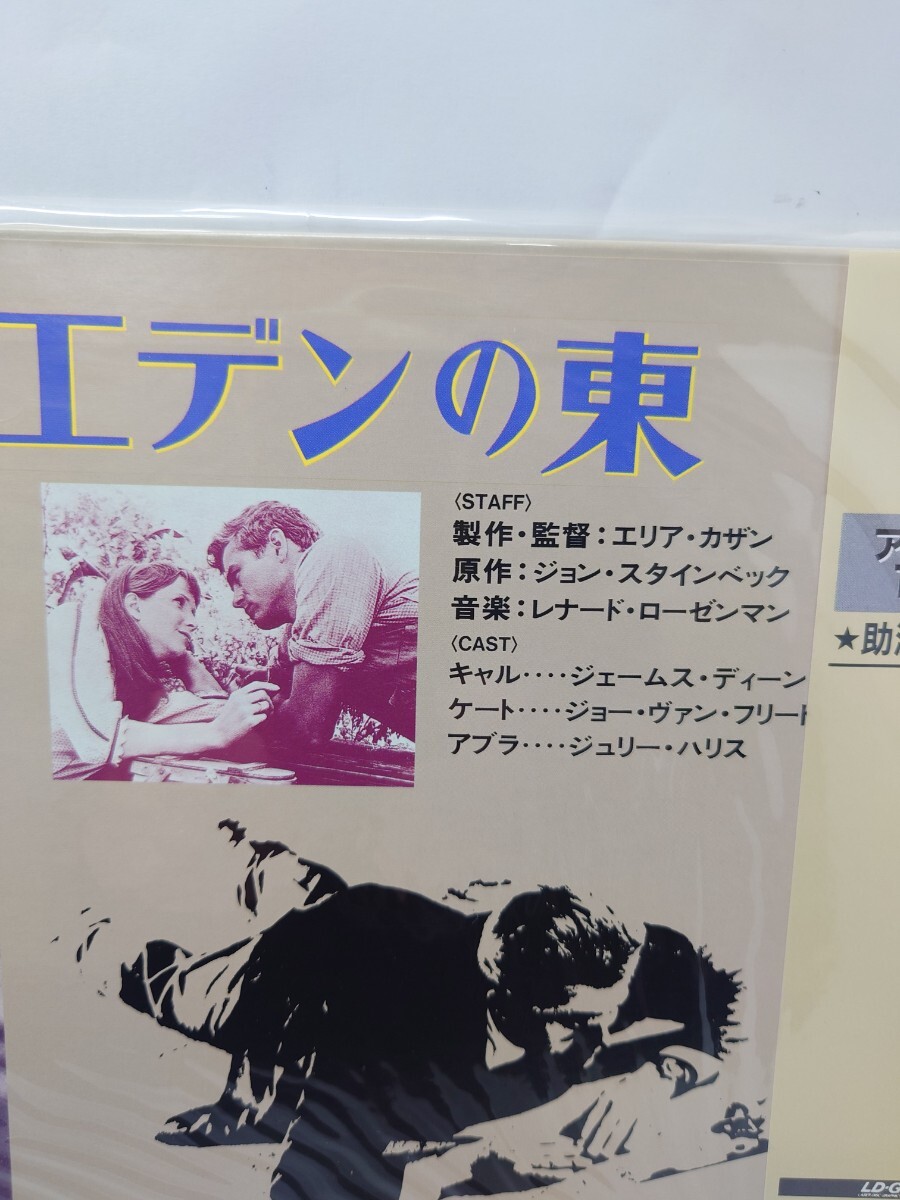 エデンの東
〈STAFF〉
製作・監督：エリア・カザン
原作：ジョン・スタインベック
音楽：レナード・ローゼンマン
〈CAST〉
キャル‥‥ジェームス・ディーン
ケート‥‥ジョー・ヴァン・フリート
アブラ‥‥ジュリー・ハリス
ア
★助
LD-G